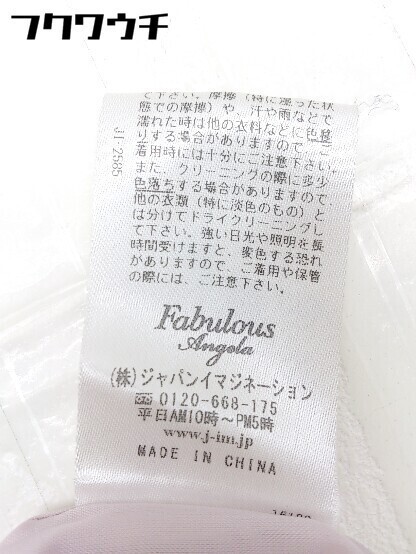 フクワウチ
て下さい。摩擦(特に湿った状
態での摩擦)や、汗や雨などで
濡れた時は他の衣料などに色移
りする場合がありますので、ご
着用時には十分にご注意下さい。
また、クリーニングの際に多少
色落ちする場合がありますので、
他の衣類(特に淡色のもの)と
は分けてドライクリーニングし
て下さい。強い日光や照明を長
時間受けますと、変色する恐れ
がありますので、ご着用や保管
の際には、ご注意下さい。
JI-2585
Fabulous
Angola
(株)ジャパンイマジネーション
0120-668-175
平日AM10時〜PM5時
www.j-im.jp
MADE IN CHINA